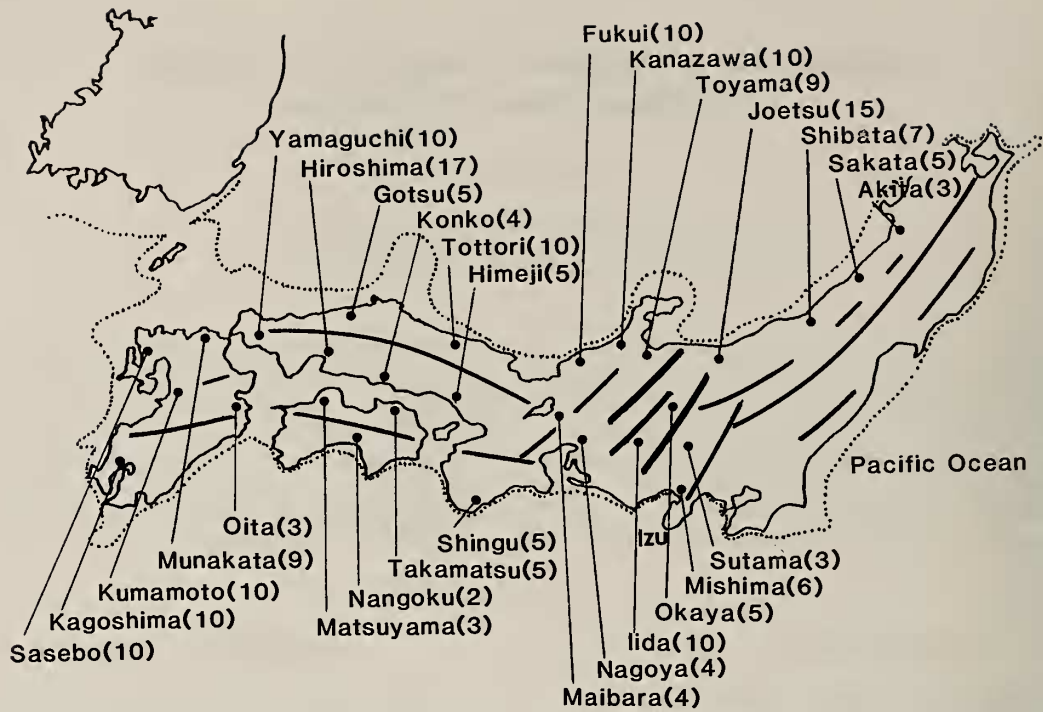 Fukui(10)
Kanazawa(10)
Toyama(9)
Joetsu(15)
Shibata(7)
Sakata(5)
Akita(3)
Yamaguchi(10)
Hiroshima(17)
Gotsu(5)
Konko(4)
Tottori(10)
Himeji(5)
Pacific Ocean
Izu
Oita(3)
Munakata(9)
Kumamoto(10)
Kagoshima(10)
Sasebo(10)
Shingu(5)
Takamatsu(5)
Nangoku(2)
Matsuyama(3)
Sutama(3)
Mishima(6)
Okaya(5)
Iida(10)
Nagoya(4)
Maibara(4)